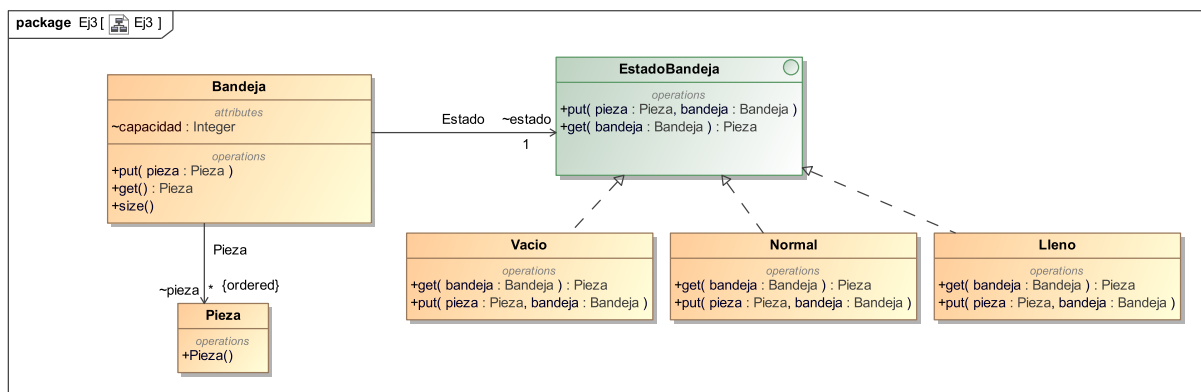 package Ej3 [ Ej3 ]
Bandeja
attributes
~capacidad : Integer
operations
+put( pieza : Pieza )
+get() : Pieza
+size()
Estado
~estado
1
EstadoBandeja
operations
+put( pieza : Pieza, bandeja : Bandeja )
+get( bandeja : Bandeja ) : Pieza
Pieza
~pieza
*
{ordered}
Pieza
operations
+Pieza()
Vacio
operations
+get( bandeja : Bandeja ) : Pieza
+put( pieza : Pieza, bandeja : Bandeja )
Normal
operations
+get( bandeja : Bandeja ) : Pieza
+put( pieza : Pieza, bandeja : Bandeja )
Lleno
operations
+get( bandeja : Bandeja ) : Pieza
+put( pieza : Pieza, bandeja : Bandeja )